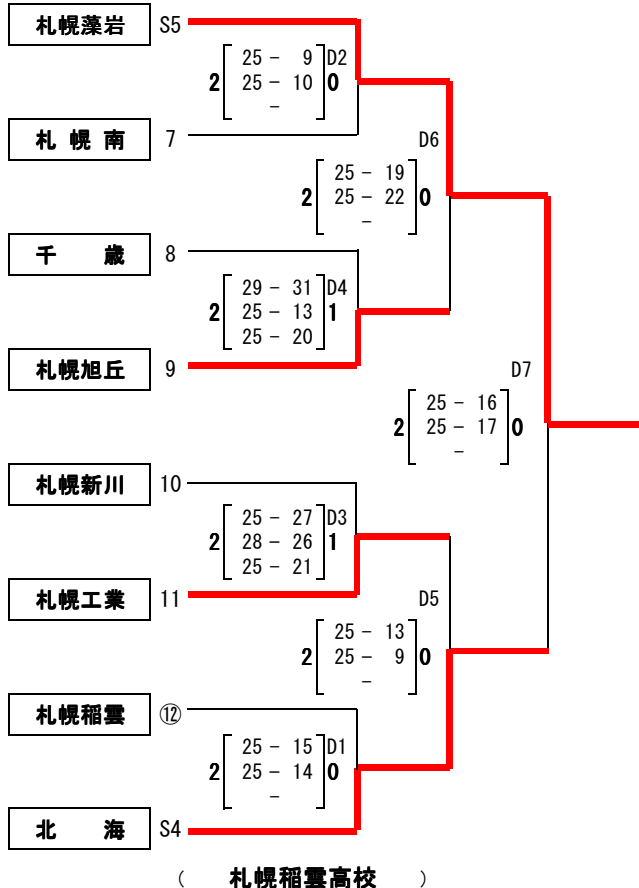 札幌藻岩 S5
25 － 9 D2
2 25 － 10 0
－
札幌南 7
D6
25 － 19
2 25 － 22 0
－
千歳 8
29 － 31 D4
2 25 － 13 1
25 － 20
札幌旭丘 9
D7
25 － 16
2 25 － 17 0
－
札幌新川 10
25 － 27 D3
2 28 － 26 1
25 － 21
札幌工業 11
D5
25 － 13
2 25 － 9 0
－
札幌稲雲 ⑫
25 － 15 D1
2 25 － 14 0
－
北海 S4
（ 札幌稲雲高校 ）